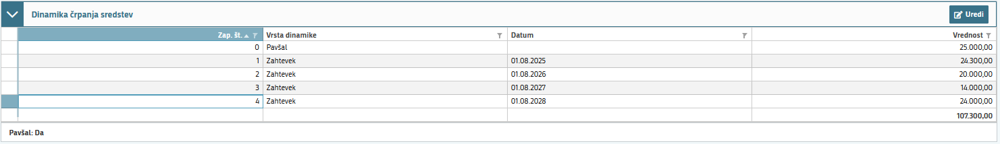 Dinamika črpanja sredstev Uredi
Zap. št. Vrsta dinamike Datum Vrednost
0 Pavšal 25.000,00
1 Zahtevek 01.08.2025 24.300,00
2 Zahtevek 01.08.2026 20.000,00
3 Zahtevek 01.08.2027 14.000,00
4 Zahtevek 01.08.2028 24.000,00
107.300,00
Pavšal: Da